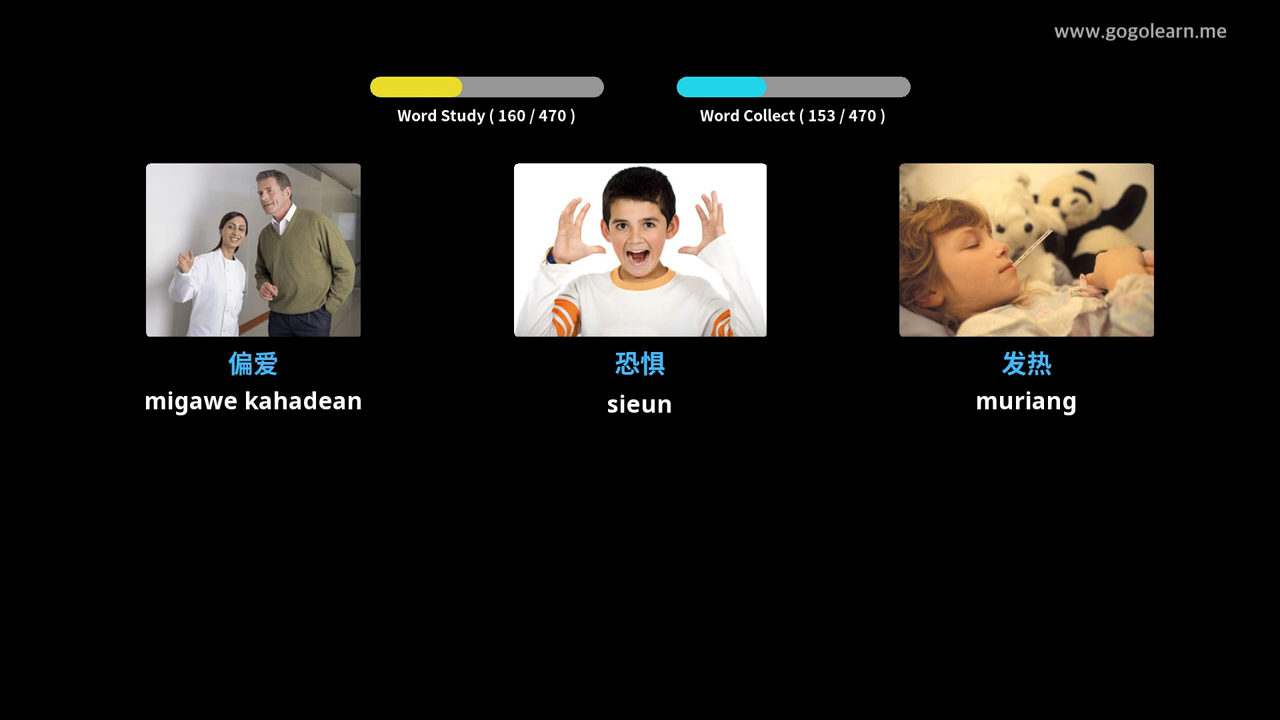 www.gogolearn.me
Word Study ( 160 / 470 )
Word Collect ( 153 / 470 )
偏爱
migawe kahadean
恐惧
sieun
发热
muriang